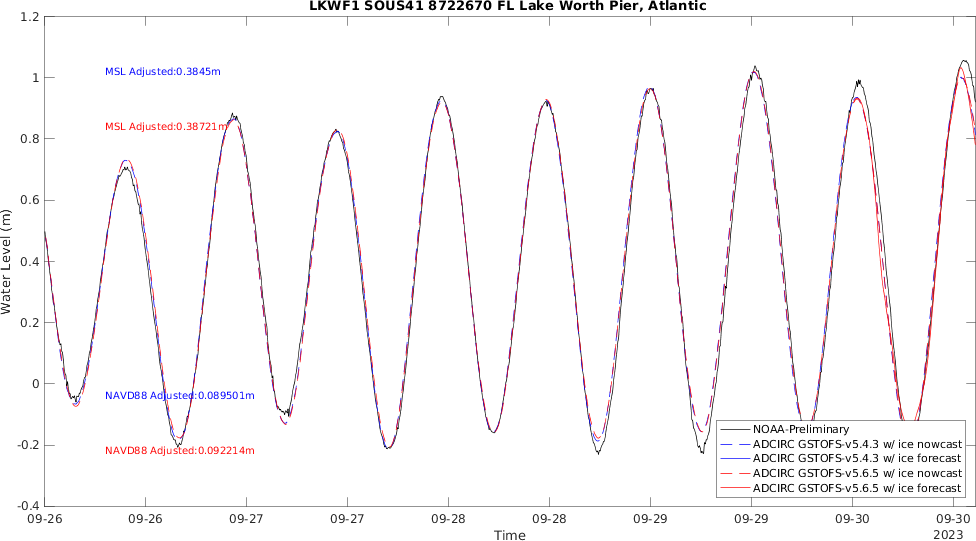 LKWF1 SOUS41 8722670 FL Lake Worth Pier, Atlantic
1.2
1
0.8
0.6
0.4
0.2
0
-0.2
-0.4
Water Level (m)
MSL Adjusted:0.3845m
MSL Adjusted:0.38721m
NAVD88 Adjusted:0.089501m
NAVD88 Adjusted:0.092214m
NOAA-Preliminary
ADCIRC GSTOFS-v5.4.3 w/ ice nowcast
ADCIRC GSTOFS-v5.4.3 w/ ice forecast
ADCIRC GSTOFS-v5.6.5 w/ ice nowcast
ADCIRC GSTOFS-v5.6.5 w/ ice forecast
09-26 09-26 09-27 09-27 09-28 09-28 09-29 09-29 09-30 09-30
Time 2023